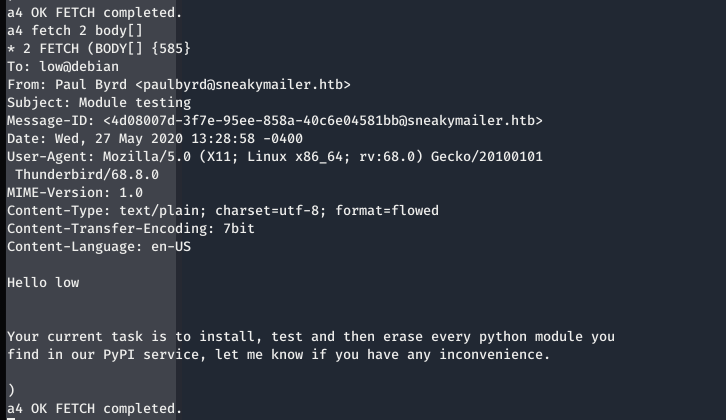 a4 OK FETCH completed.
a4 fetch 2 body[]
* 2 FETCH (BODY[] {585}
To: low@debian
From: Paul Byrd <paulbyrd@sneakymailer.htb>
Subject: Module testing
Message-ID: <4d08007d-3f7e-95ee-858a-40c6e04581bb@sneakymailer.htb>
Date: Wed, 27 May 2020 13:28:58 -0400
User-Agent: Mozilla/5.0 (X11; Linux x86_64; rv:68.0) Gecko/20100101
 Thunderbird/68.8.0
MIME-Version: 1.0
Content-Type: text/plain; charset=utf-8; format=flowed
Content-Transfer-Encoding: 7bit
Content-Language: en-US
Hello low
Your current task is to install, test and then erase every python module you
find in our PyPI service, let me know if you have any inconvenience.
)
a4 OK FETCH completed.